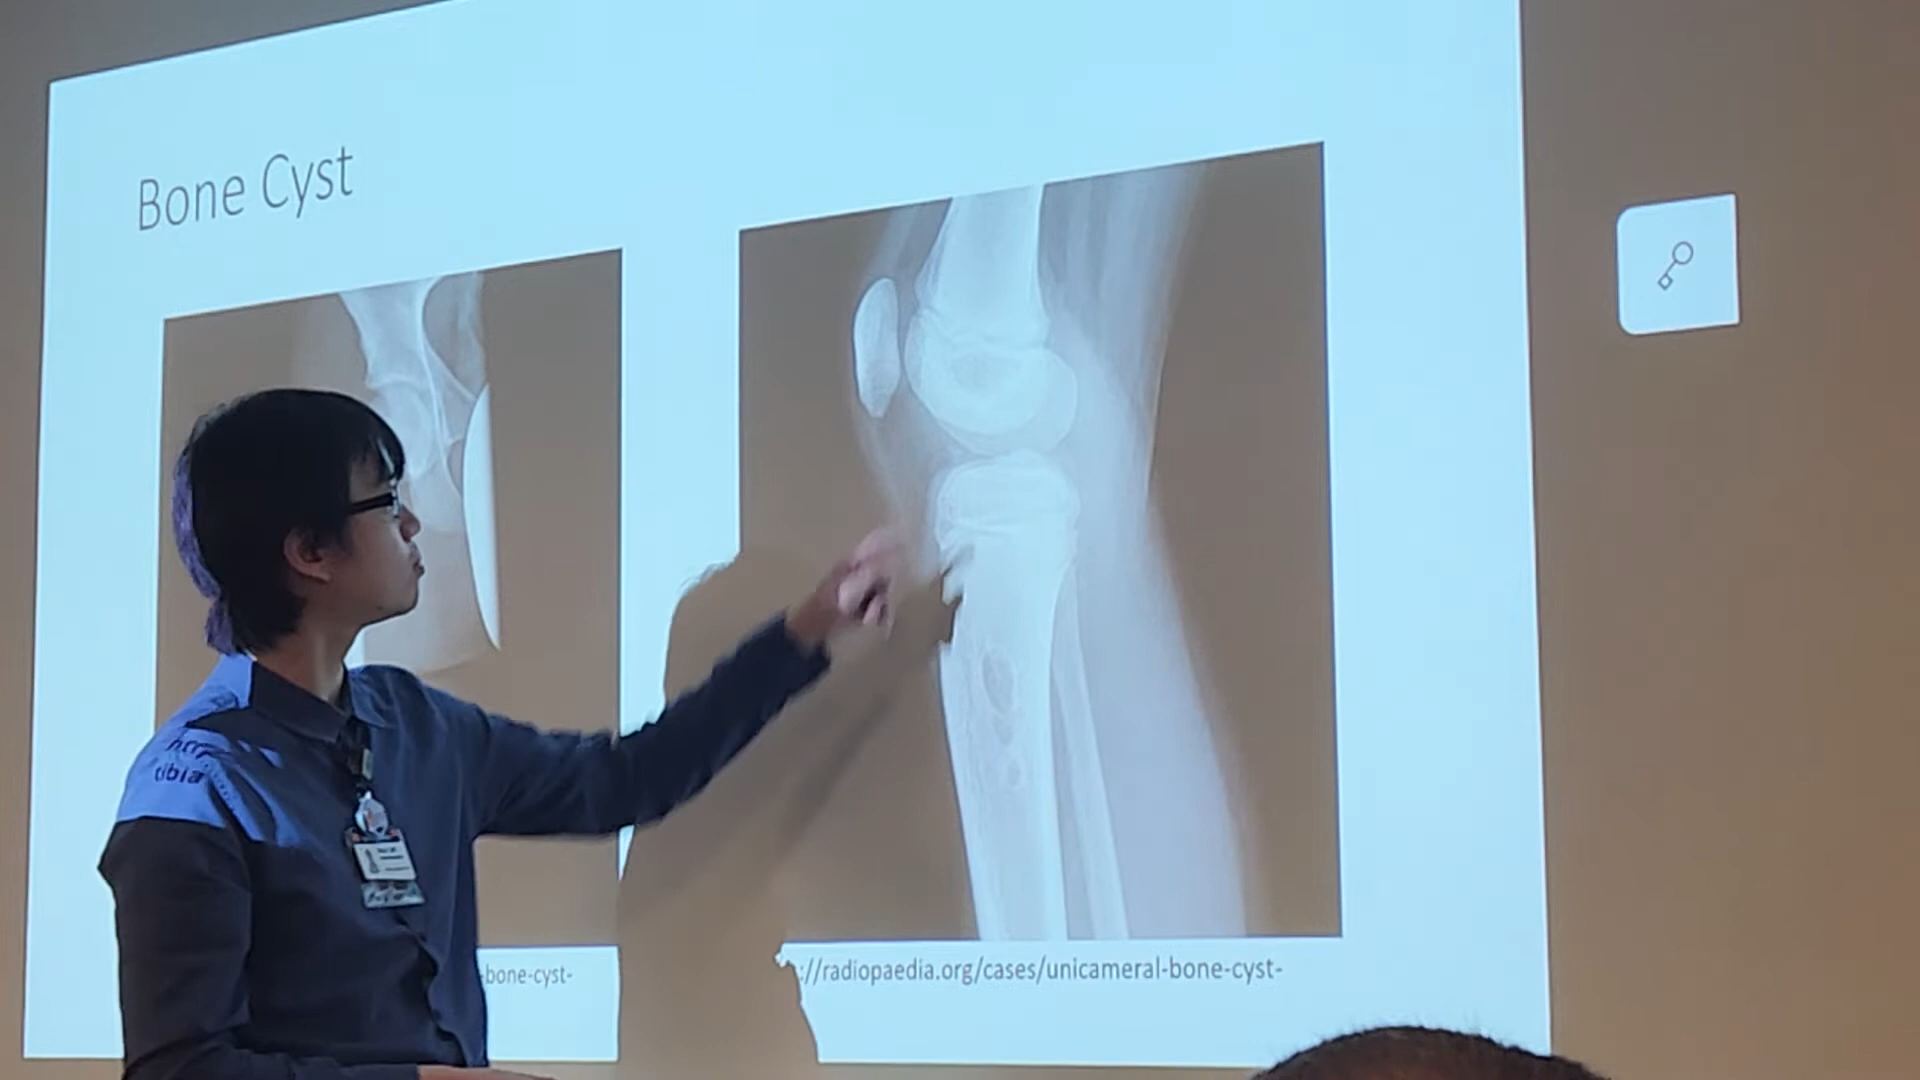 Bone Cyst
-bone-cyst-
://radiopaedia.org/cases/unicameral-bone-cyst-
tibia